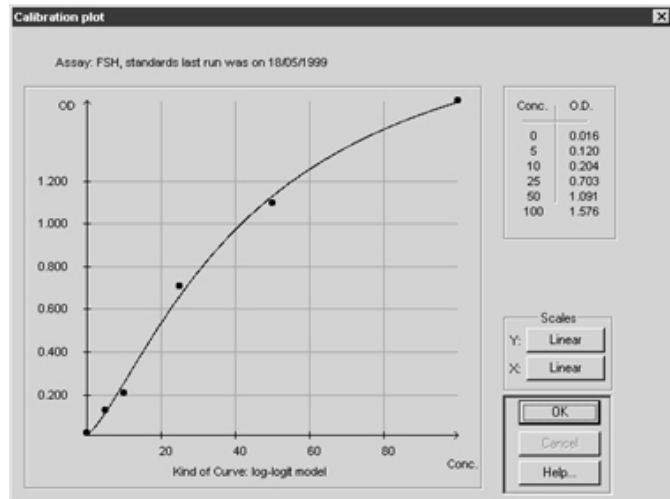 Calibration plot
Assay: FSH, standards last run was on 18/05/1999
OD
1.200
1.000
0.800
0.600
0.400
0.200
20 40 60 80
Conc.
Kind of Curve: log-logit model
Conc. O.D.
0 0.016
5 0.120
10 0.204
25 0.703
50 1.091
100 1.576
Scales
Y: Linear
X: Linear
OK
Cancel
Help...